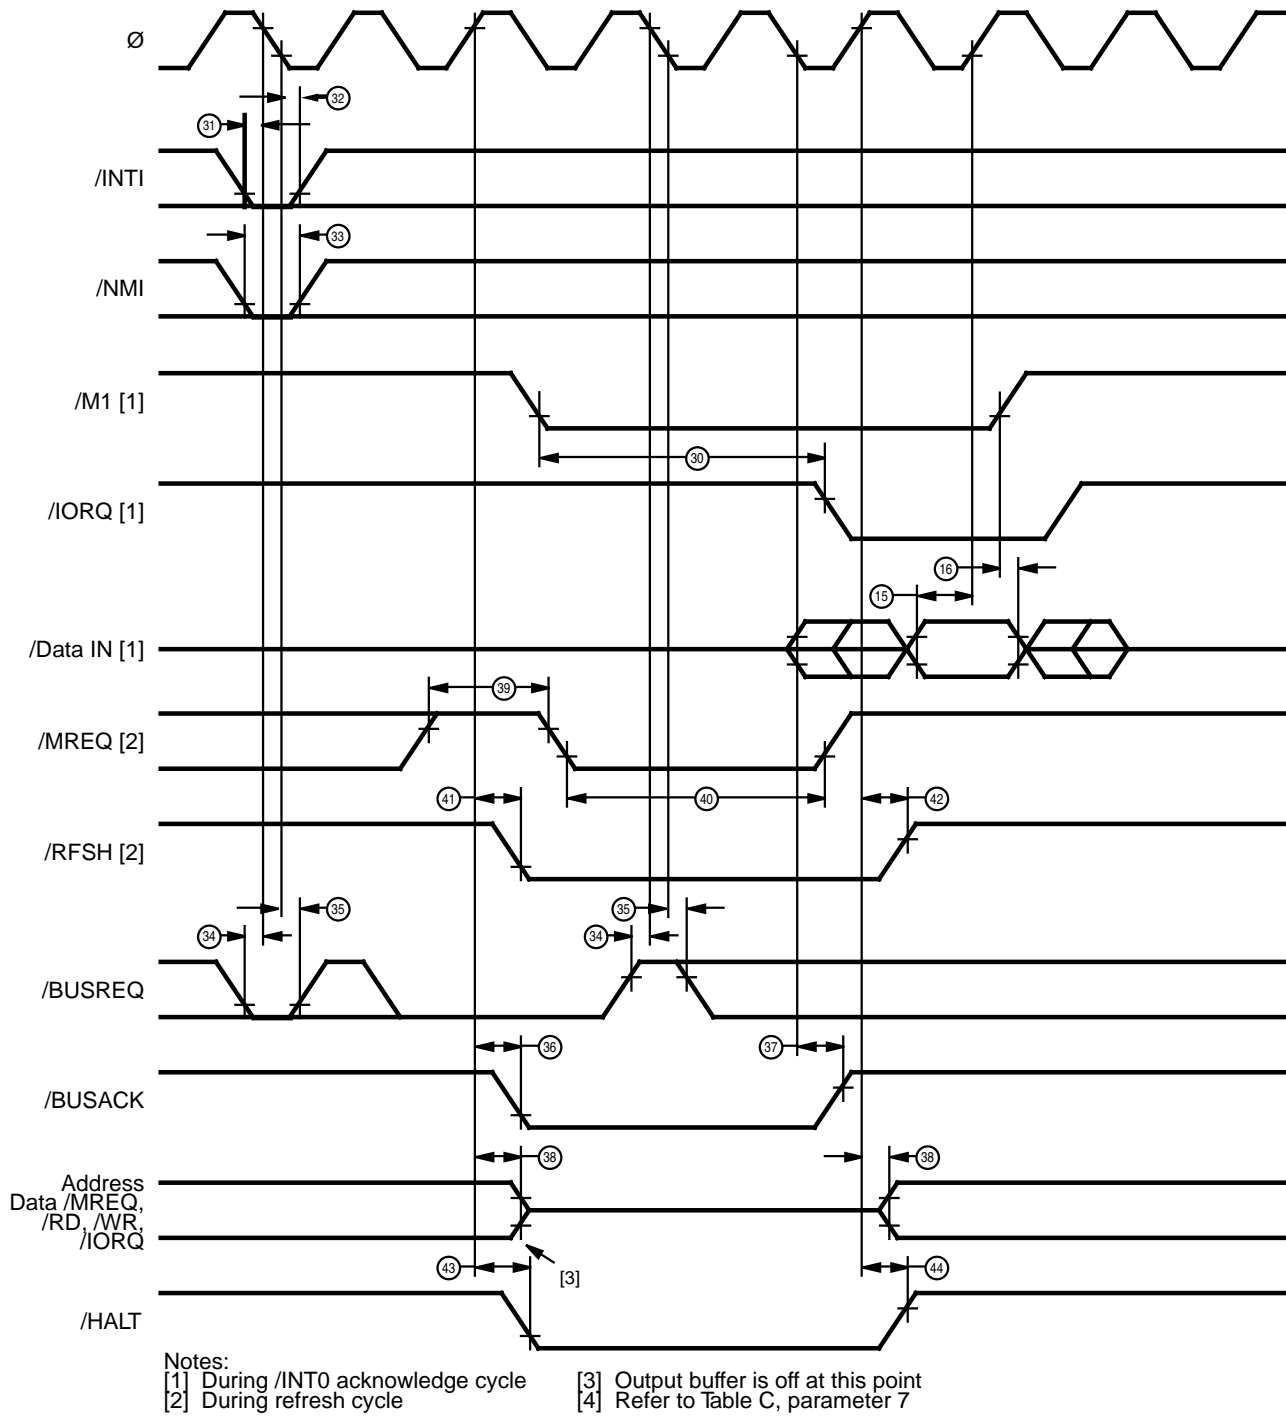 Ø
32
31
/INTI
33
/NMI
/M1 [1]
30
/IORQ [1]
16
15
/Data IN [1]
39
/MREQ [2]
41
40
42
/RFSH [2]
35
35
34
34
/BUSREQ
36
37
/BUSACK
38
38
Address
Data /MREQ,
/RD, /WR,
/IORQ
43
[3]
44
/HALT
Notes:
[1] During /INT0 acknowledge cycle
[3] Output buffer is off at this point
[2] During refresh cycle
[4] Refer to Table C, parameter 7